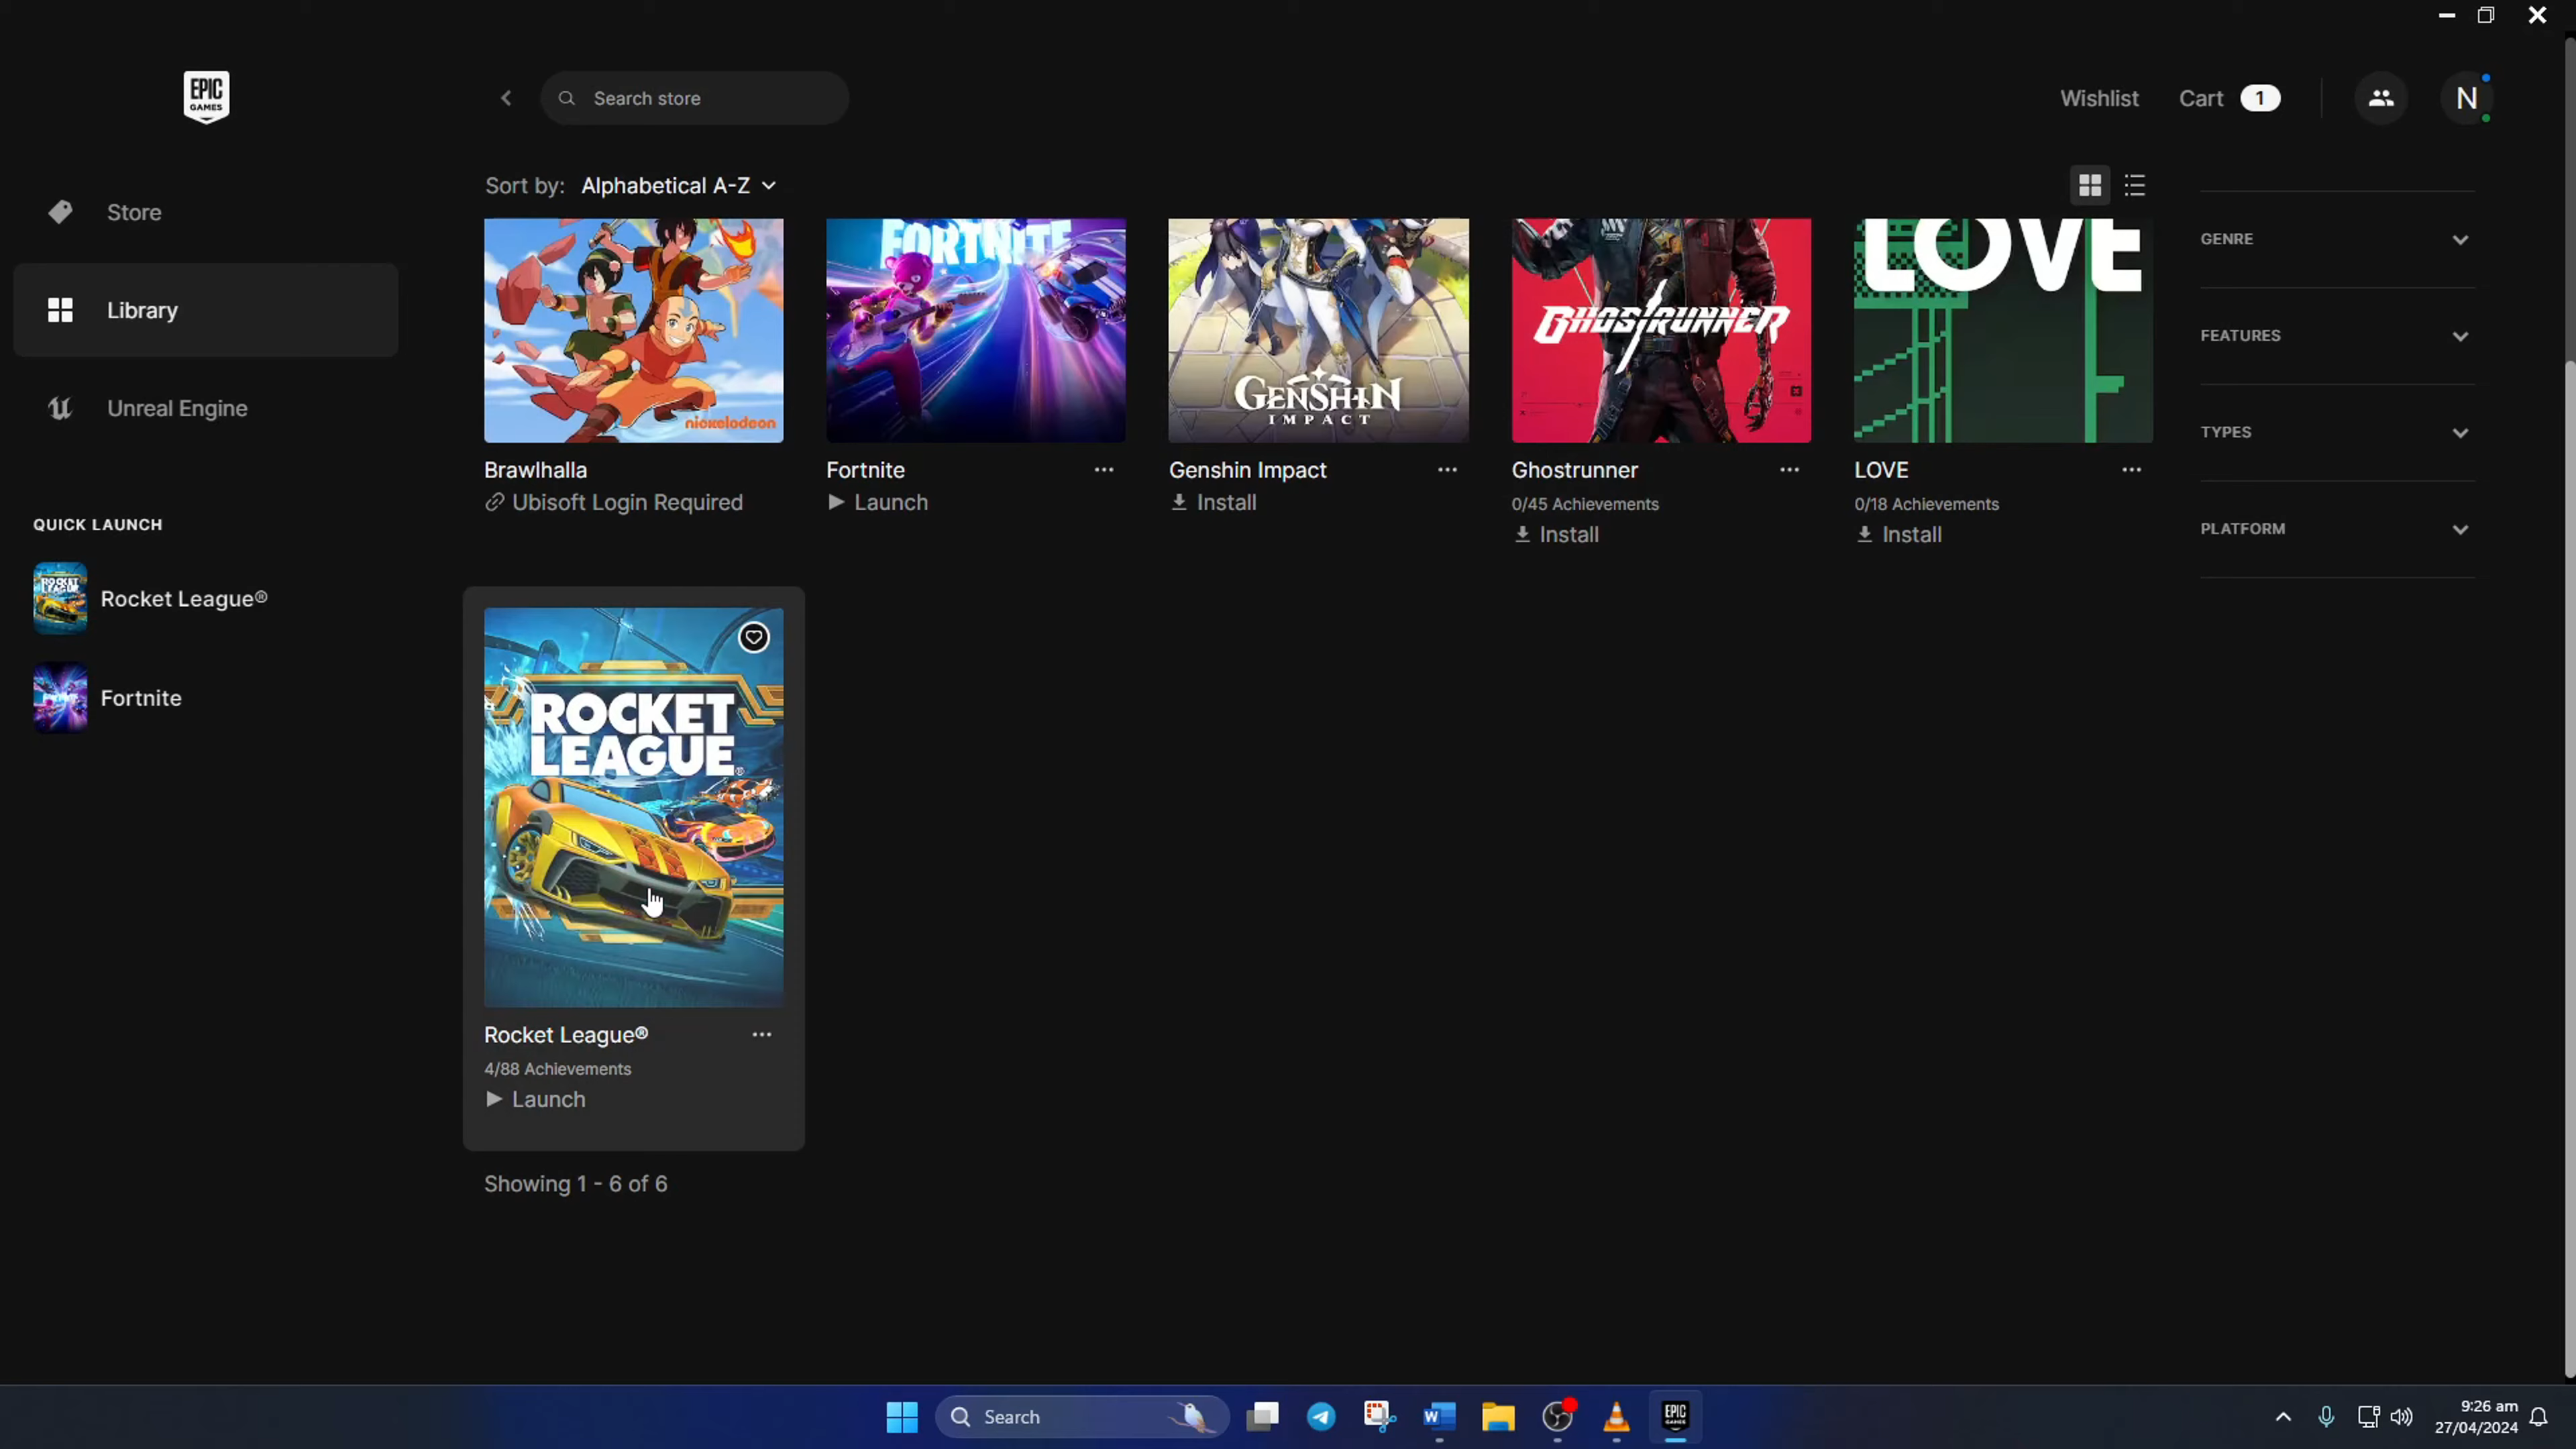 EPIC
GAMES
Search store
Wishlist
Cart
1
N
Store
Library
Unreal Engine
QUICK LAUNCH
Rocket League®
Fortnite
Sort by: Alphabetical A-Z
nickelodeon
Brawlhalla
Ubisoft Login Required
FORTNITE
Fortnite
Launch
GENSHIN
IMPACT
Genshin Impact
Install
GHOSTRUNNER
Ghostrunner
0/45 Achievements
Install
LOVE
LOVE
0/18 Achievements
Install
GENRE
FEATURES
TYPES
PLATFORM
ROCKET
LEAGUE
Rocket League®
4/88 Achievements
Launch
Showing 1 - 6 of 6
Search
EPIC
GAMES
9:26 am
27/04/2024